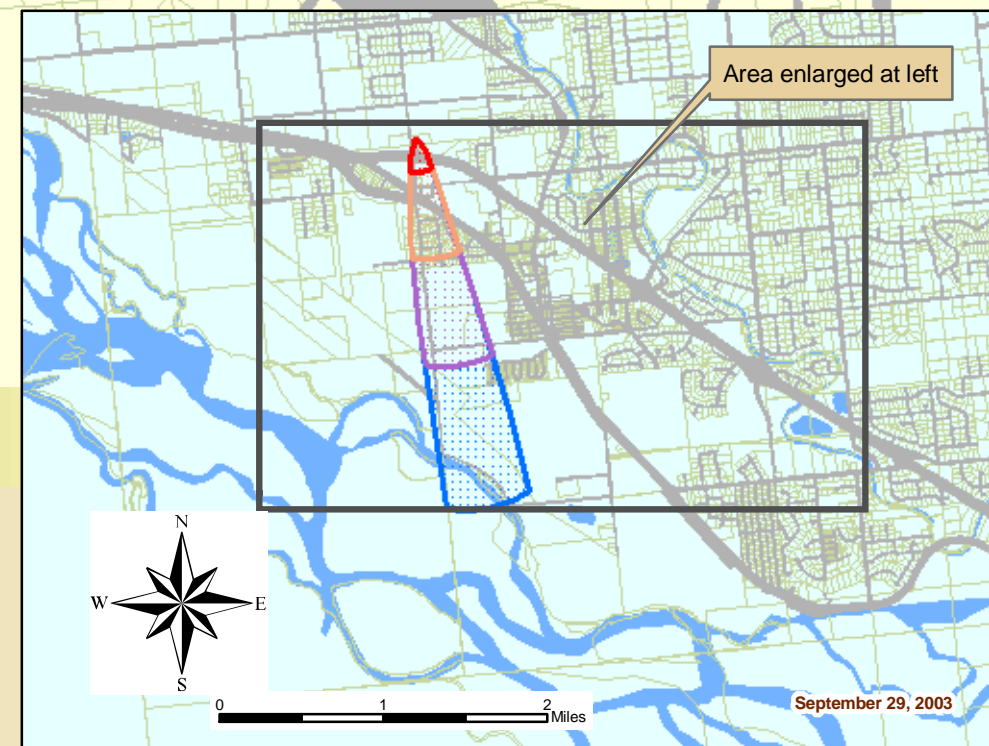 Area enlarged at left
N
W E
S
0 1 2
Miles
September 29, 2003